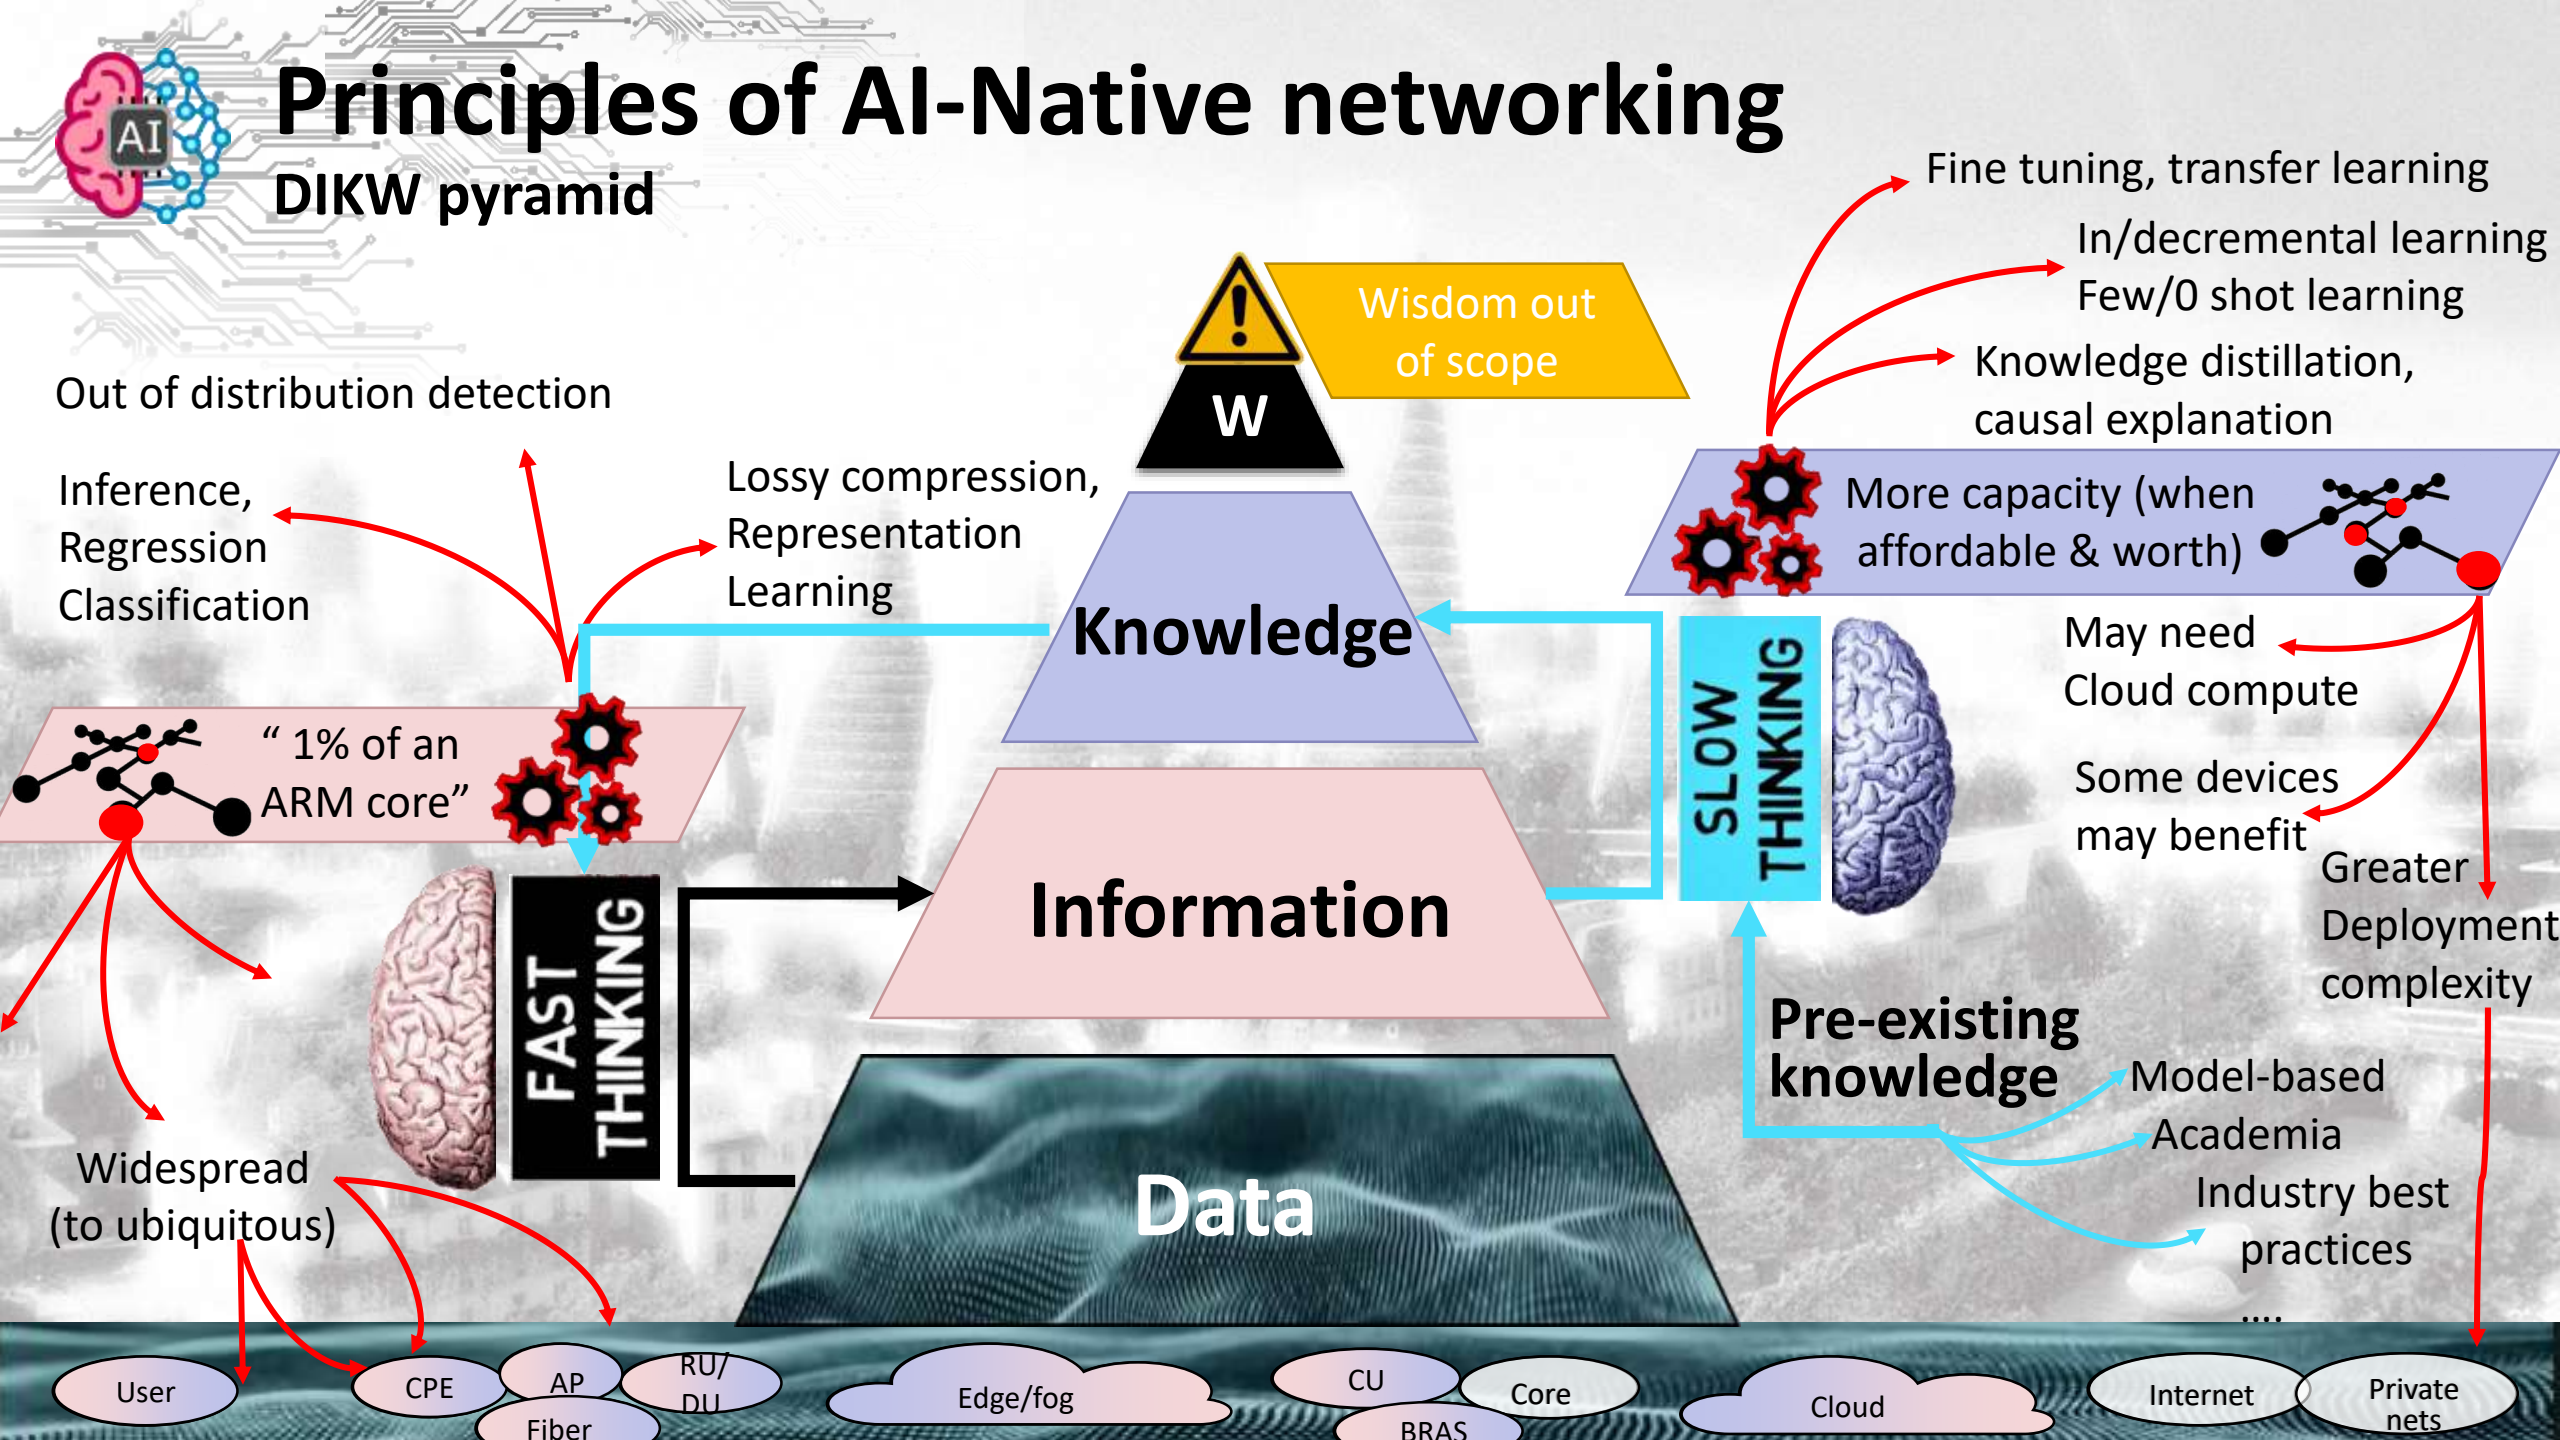 AI
Principles of AI-Native networking
DIKW pyramid
Fine tuning, transfer learning
In/decremental learning
Few/0 shot learning
Knowledge distillation,
causal explanation
Wisdom out
of scope
W
Out of distribution detection
Inference,
Regression
Classification
Lossy compression,
Representation
Learning
More capacity (when
affordable & worth)
Knowledge
May need
Cloud compute
SLOW
THINKING
“ 1% of an
ARM core”
Some devices
may benefit
Greater
Deployment
complexity
FAST
THINKING
Information
Pre-existing
knowledge
Model-based
Academia
Industry best
practices
....
Widespread
(to ubiquitous)
Data
User
CPE
AP
RU/
DU
Fiber
Edge/fog
CU
Core
BRAS
Cloud
Internet
Private
nets